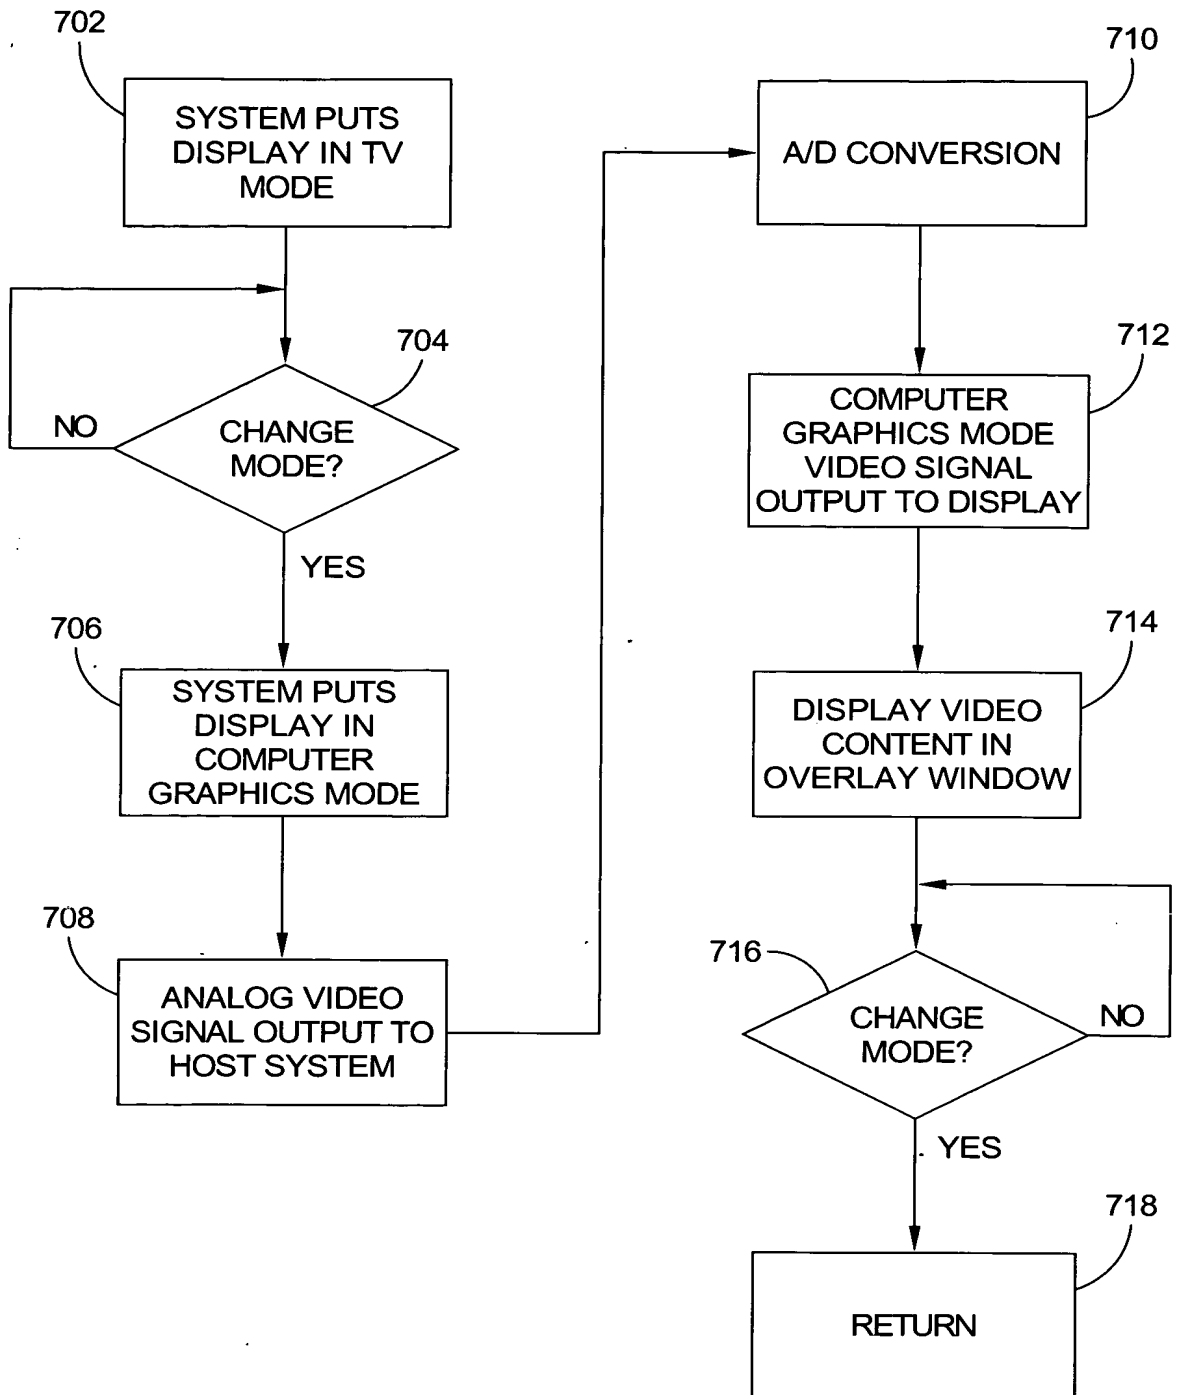 702
SYSTEM PUTS
DISPLAY IN TV
MODE
704
CHANGE
MODE?
NO
YES
706
SYSTEM PUTS
DISPLAY IN
COMPUTER
GRAPHICS MODE
708
ANALOG VIDEO
SIGNAL OUTPUT TO
HOST SYSTEM
710
A/D CONVERSION
712
COMPUTER
GRAPHICS MODE
VIDEO SIGNAL
OUTPUT TO DISPLAY
714
DISPLAY VIDEO
CONTENT IN
OVERLAY WINDOW
716
CHANGE
MODE?
NO
YES
718
RETURN